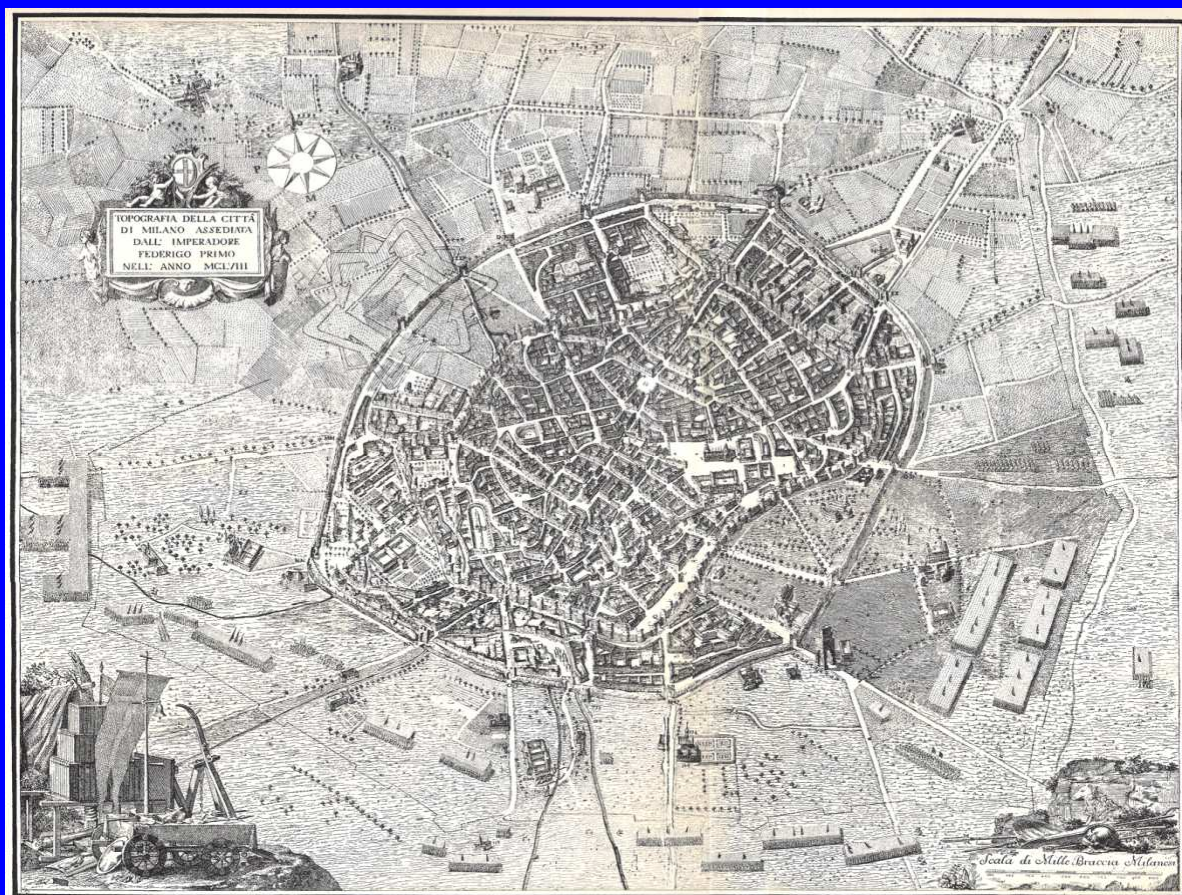 TOPOGRAFIA DELLA CITTÀ
DI MILANO ASSEDIATA
DALL' IMPERADORE
FEDERIGO PRIMO
NELL' ANNO MCLVIII
Scala di Mille Braccia Milanesi